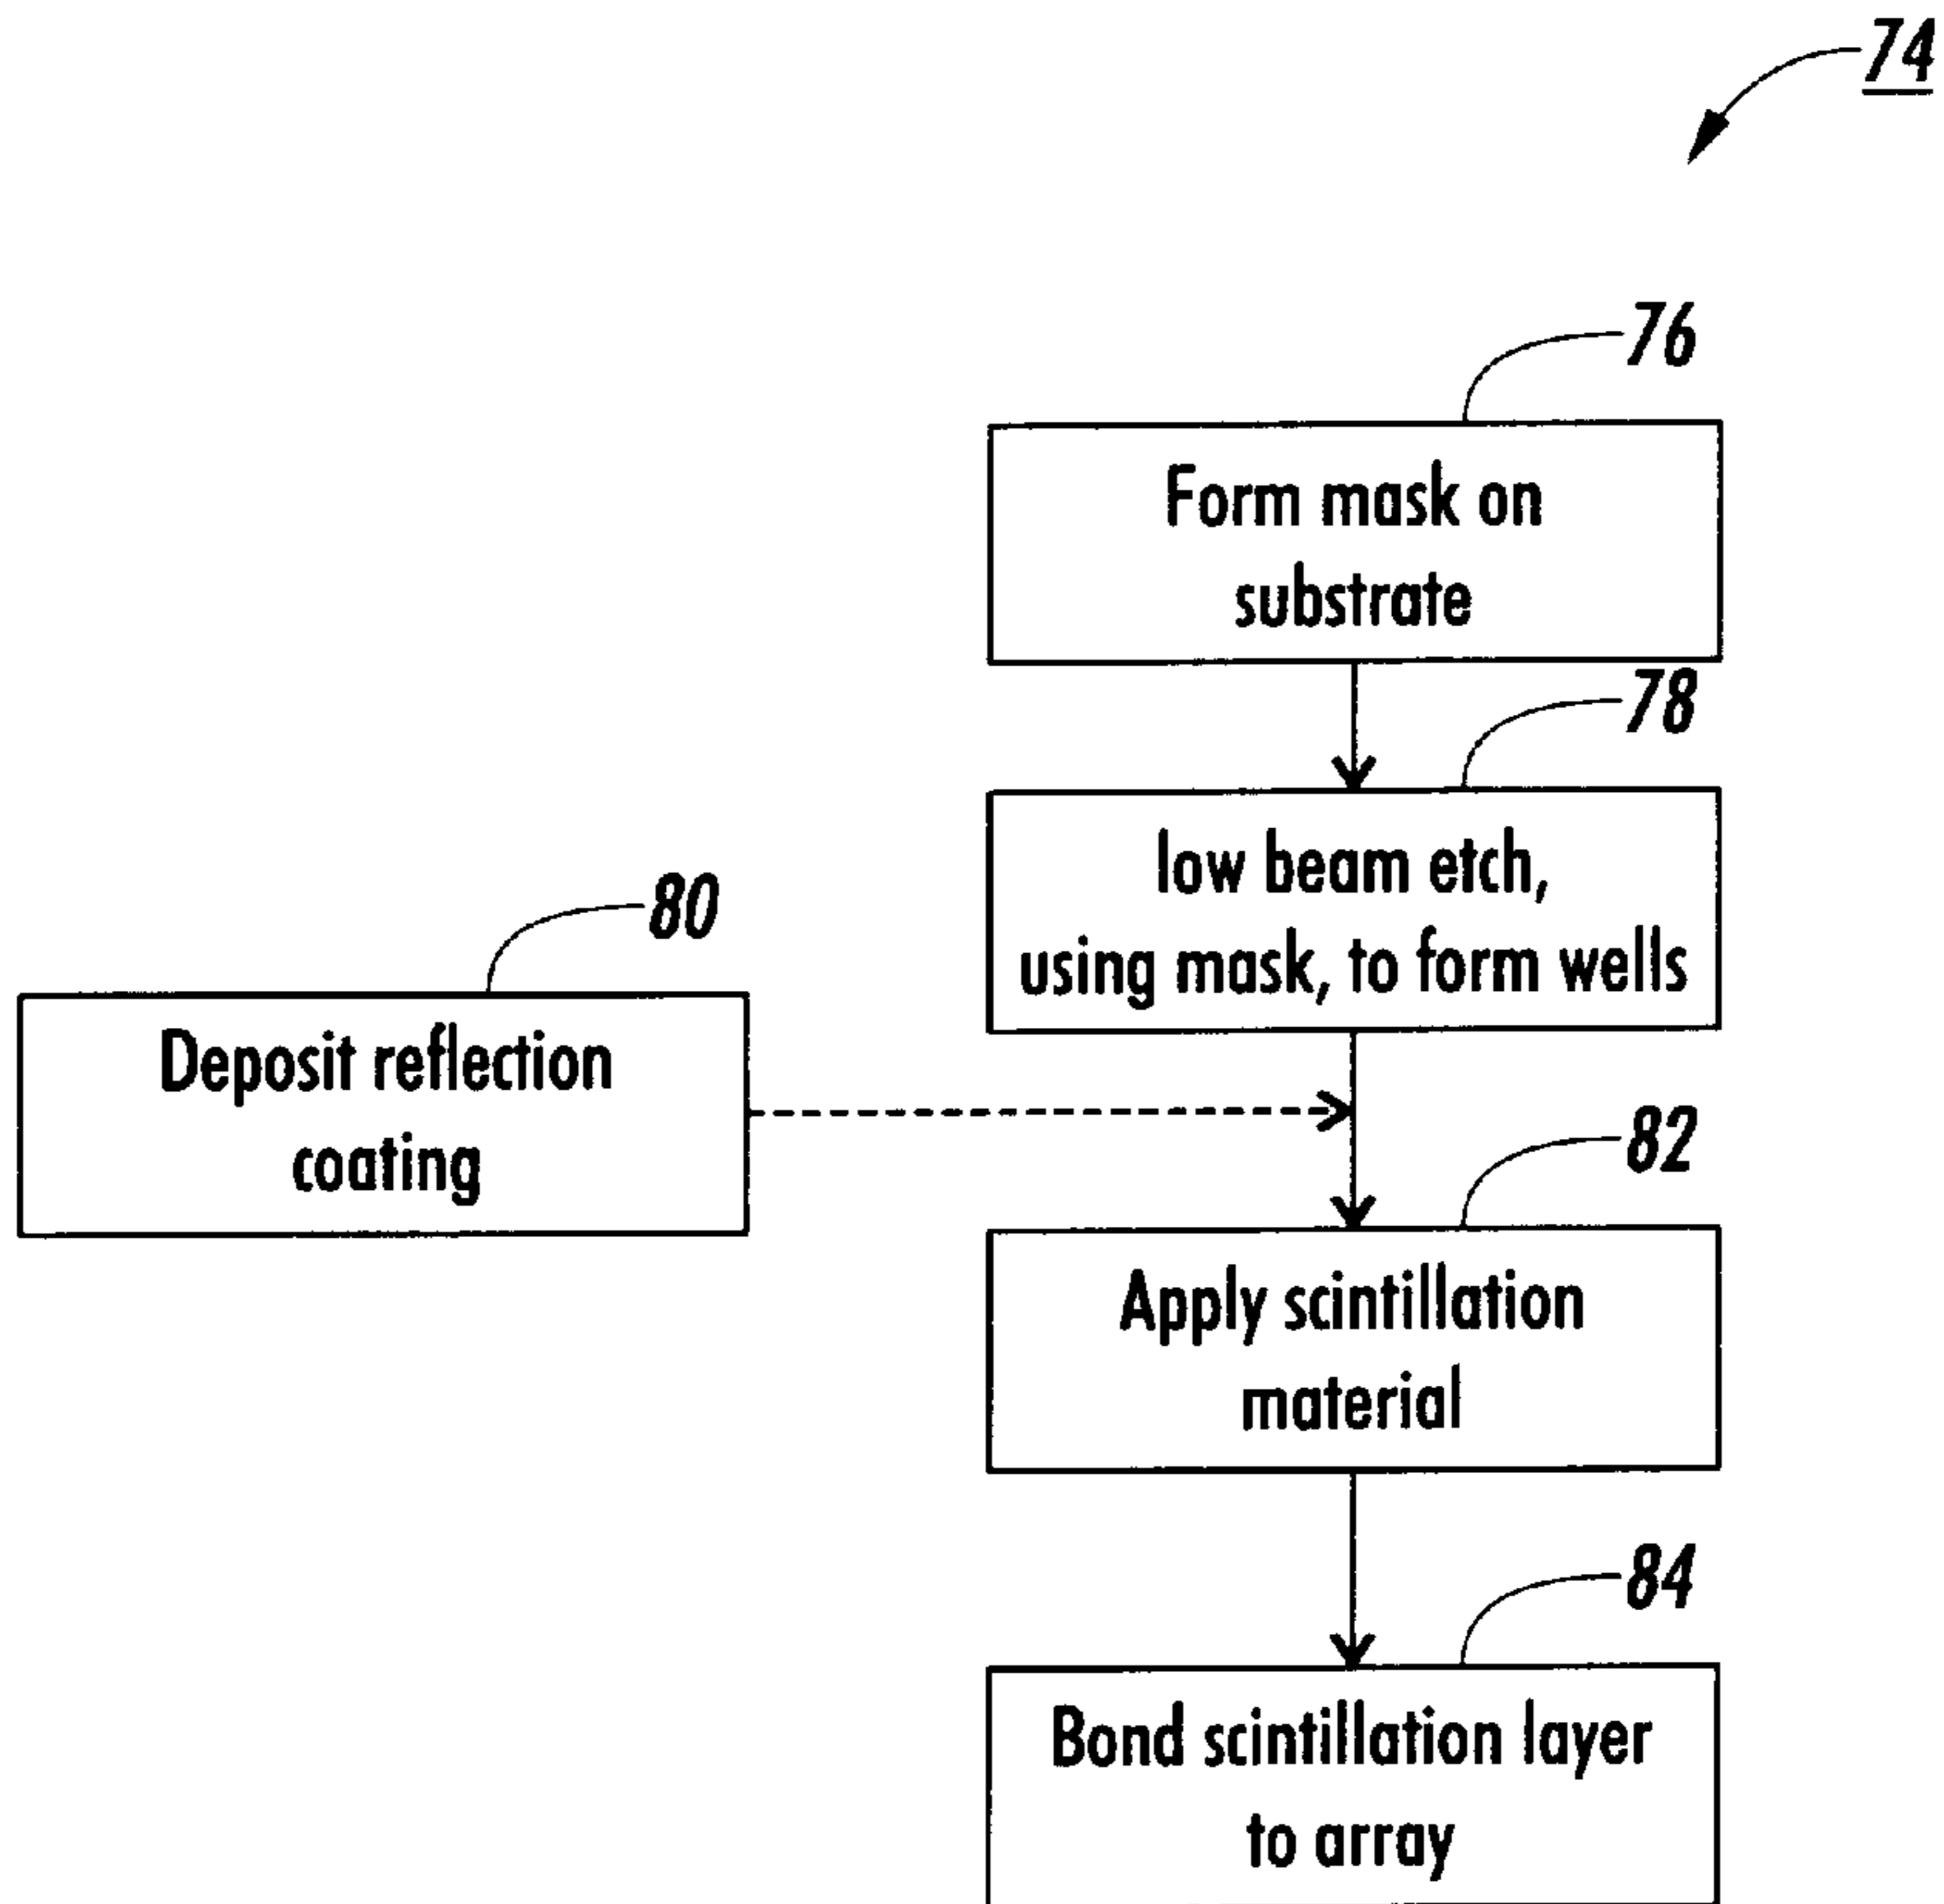 74
76
Form mask on
substrate
78
low beam etch,
using mask, to form wells
80
Deposit reflection
coating
82
Apply scintillation
material
84
Bond scintillation layer
to array